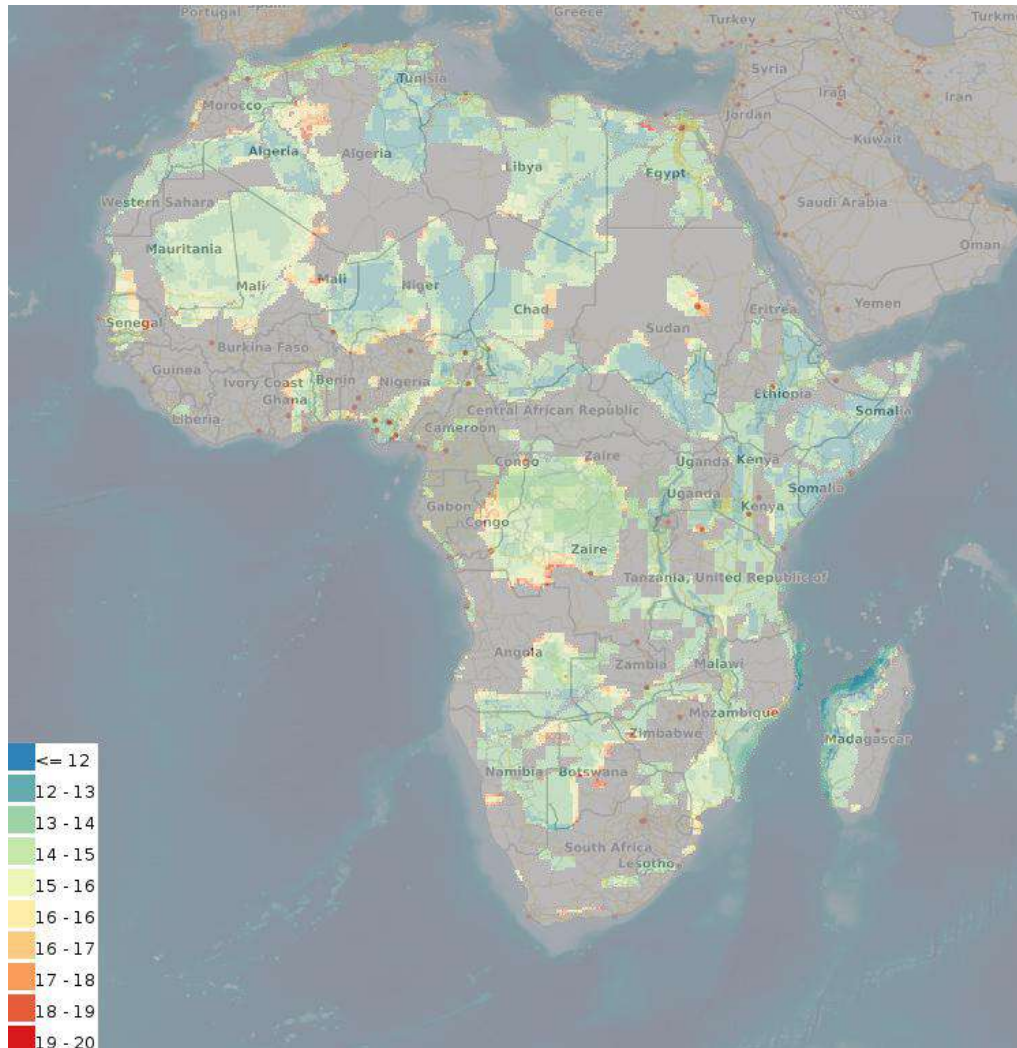 Portugal
Greece
Turkey
Turkm
Syria
Tunisia
Iraq
Iran
Morocco
Jordan
Kuwait
Algeria
Algeria
Libya
Egypt
Western Sahara
Saudi Arabia
Mauritania
Oman
Mali
Mali
Niger
Chad
Eritrea
Yemen
Senegal
Sudan
Burkina Faso
Guinea
Ivory Coast
Benin
Nigeria
Ethiopia
Ghana
Somalia
Liberia
Central African Republic
Cameroon
Congo
Zaire
Uganda
Kenya
Somalia
Uganda
Gabon
Kenya
Congo
Zaire
Tanzania, United Republic of
Angola
Zambia
Malawi
Mozambique
Zimbabwe
Madagascar
Namibia
Botswana
South Africa
Lesotho
<= 12
12 - 13
13 - 14
14 - 15
15 - 16
16 - 16
16 - 17
17 - 18
18 - 19
19 - 20